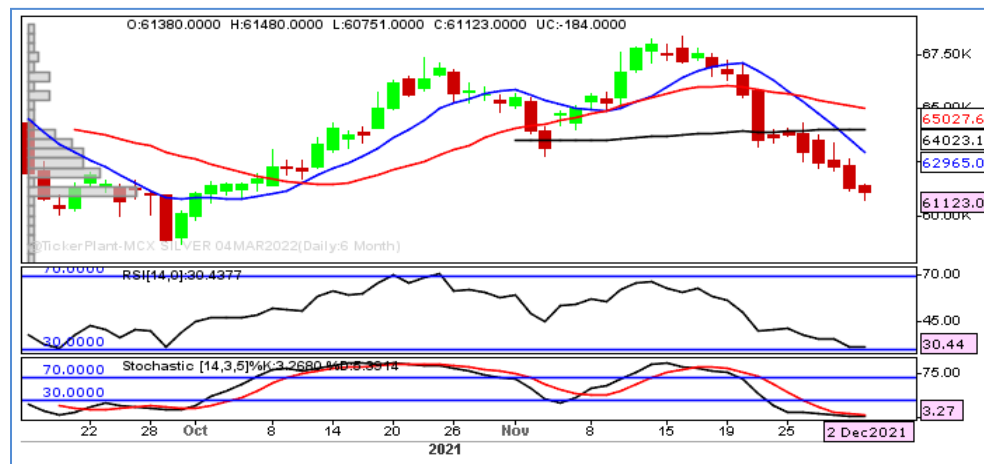 O:61380.0000 H:61480.0000 L:60751.0000 C:61123.0000 UC:-184.0000
67.50K
65.00K
65027.6
64023.1
62965.0
61123.0
60.00K
@TickerPlant-MCX SILVER 04MAR2022(Daily:6 Month)
70.0000 RSI[14,0]:30.4377 70.00
45.00
30.0000 30.44
Stochastic [14,3,5]%K:3.2680 %D:5.3914
70.0000 75.00
30.0000
3.27
22 28 Oct 8 14 20 26 Nov 8 15 19 25 2 Dec2021
2021